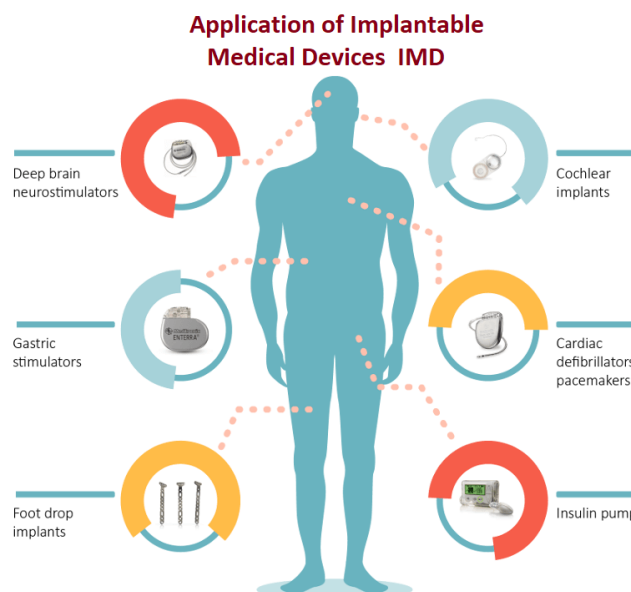 Application of Implantable
Medical Devices IMD
Deep brain
neurostimulators
Cochlear
implants
Gastric
stimulators
ENTERRA
Cardiac
defibrillators
pacemakers
Foot drop
implants
Insulin pump